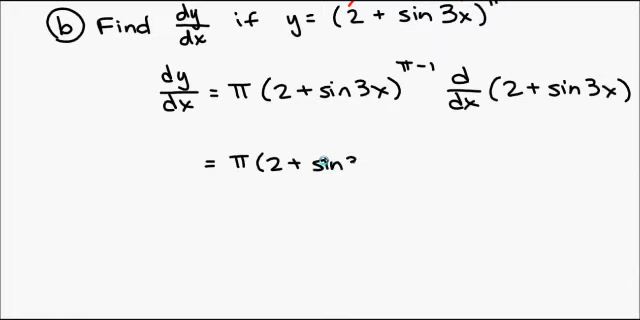 b Find dy/dx if y = (2 + sin 3x)^π
dy/dx = π (2 + sin 3x)^π-1 d/dx (2 + sin 3x)
= π (2 + sin